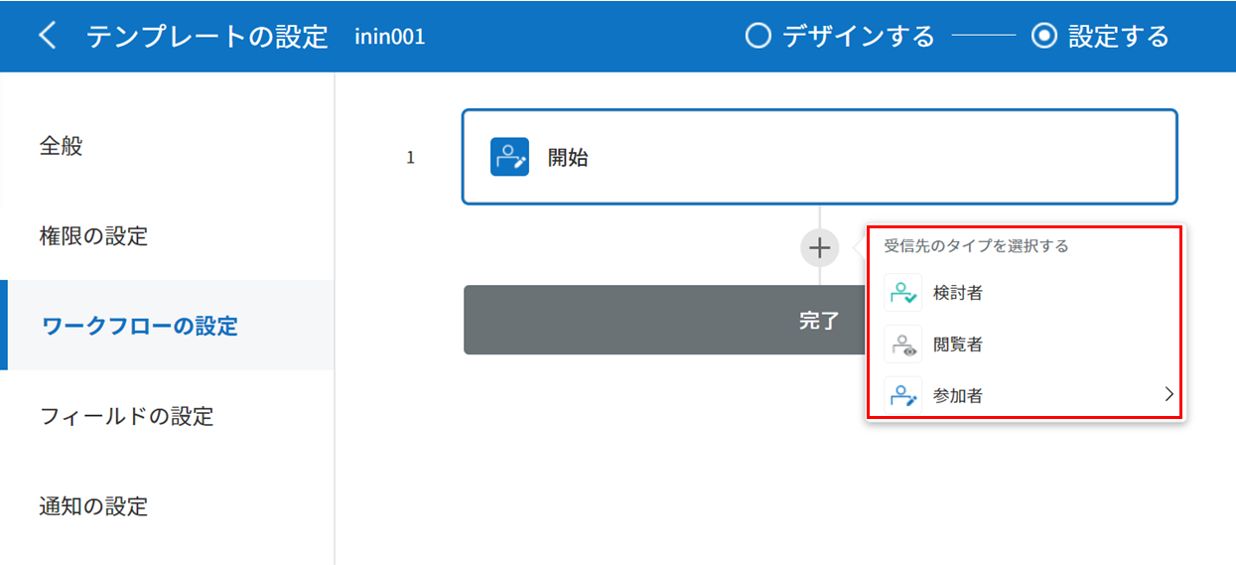 テンプレートの設定 inin001 デザインする 設定する
全般
権限の設定
ワークフローの設定
フィールドの設定
通知の設定
1 開始
受信先のタイプを選択する
検討者
閲覧者
参加者
完了